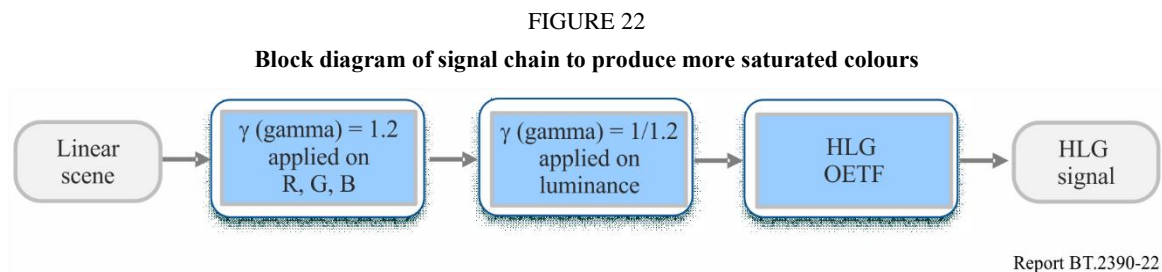 FIGURE 22
Block diagram of signal chain to produce more saturated colours
Linear
scene
γ (gamma) = 1.2
applied on
R, G, B
γ (gamma) = 1/1.2
applied on
luminance
HLG
OETF
HLG
signal
Report BT.2390-22